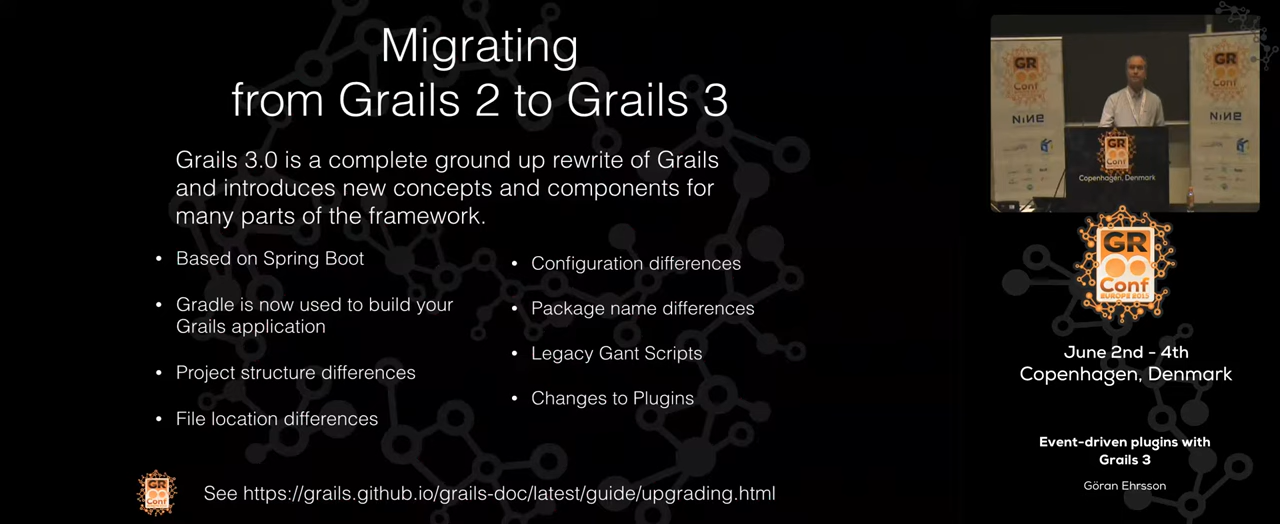 Migrating
from Grails 2 to Grails 3
Grails 3.0 is a complete ground up rewrite of Grails
and introduces new concepts and components for
many parts of the framework.
• Based on Spring Boot
• Gradle is now used to build your
Grails application
• Project structure differences
• File location differences
• Configuration differences
• Package name differences
• Legacy Gant Scripts
• Changes to Plugins
GR
Conf
See https://grails.github.io/grails-doc/latest/guide/upgrading.html
GR
Conf
NINE
GR
Conf
NINE
GR
Conf
Copenhagen, Denmark
GR
Conf
EUROPE 2015
June 2nd - 4th
Copenhagen, Denmark
Event-driven plugins with
Grails 3
Göran Ehrsson